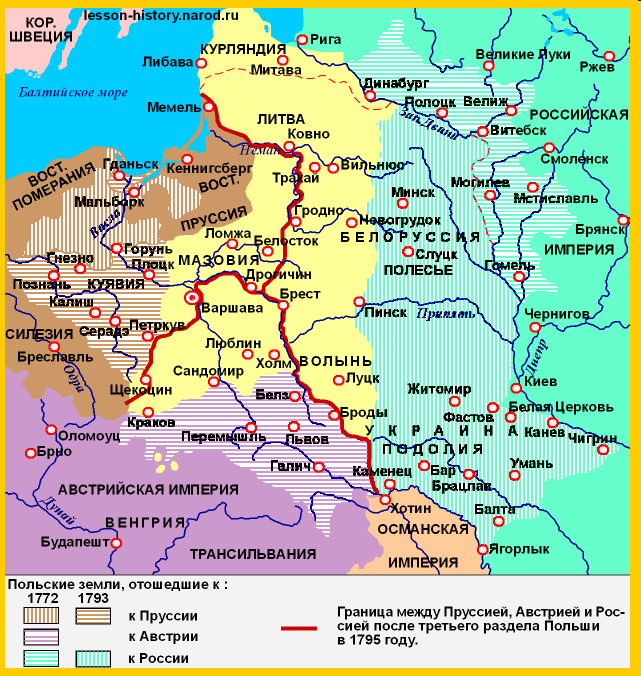 lesson-history.narod.ru
КОР.
ШВЕЦИЯ
Рига
КУРЛЯНДИЯ
Либава
Митава
Великие Луки
Ржев
Балтийское море
Динабург
Мемель
Полоцк
Велиж
РОССИЙСКАЯ
ЛИТВА
Зап. Двина
Витебск
Ковно
Неман
Смоленск
ВОСТ.
ПОМЕРАНИЯ
Гданьск
Кеннигсберг
Тракай
Вильнюс
ВОСТ.
ПРУССИЯ
Минск
Могилев
Мстиславль
Мальборк
Висла
Гродно
Новогрудок
Брянск
Торунь
Ломжа
Белосток
БЕЛОРУССИЯ
ИМПЕРИЯ
Гнезно
МАЗОВИЯ
Слуцк
Познань
КУЯВИЯ
Плоцк
Дрогичин
ПОЛЕСЬЕ
Гомель
Калиш
Варшава
Брест
Пинск
Припять
Чернигов
СИЛЕЗИЯ
Серадз
Петркув
Бреславль
Люблин
Холм
ВОЛЫНЬ
Днепр
Одра
Сандомир
Луцк
Киев
Щекоцин
Белз
Житомир
Белая Церковь
Краков
Броды
Фастов
УКРАИНА
Канев
Оломоуц
Перемышль
Львов
Чигрин
ПОДОЛИЯ
Брно
Галич
Каменец
Бар
Умань
Брацлав
АВСТРИЙСКАЯ ИМПЕРИЯ
Дунай
Хотин
Балта
ВЕНГРИЯ
ОСМАНСКАЯ
Будапешт
ТРАНСИЛЬВАНИЯ
ИМПЕРИЯ
Ягорлык
Польские земли, отошедшие к :
1772 1793
к Пруссии
к Австрии
к России
Граница между Пруссией, Австрией и Рос-
сией после третьего раздела Польши
в 1795 году.